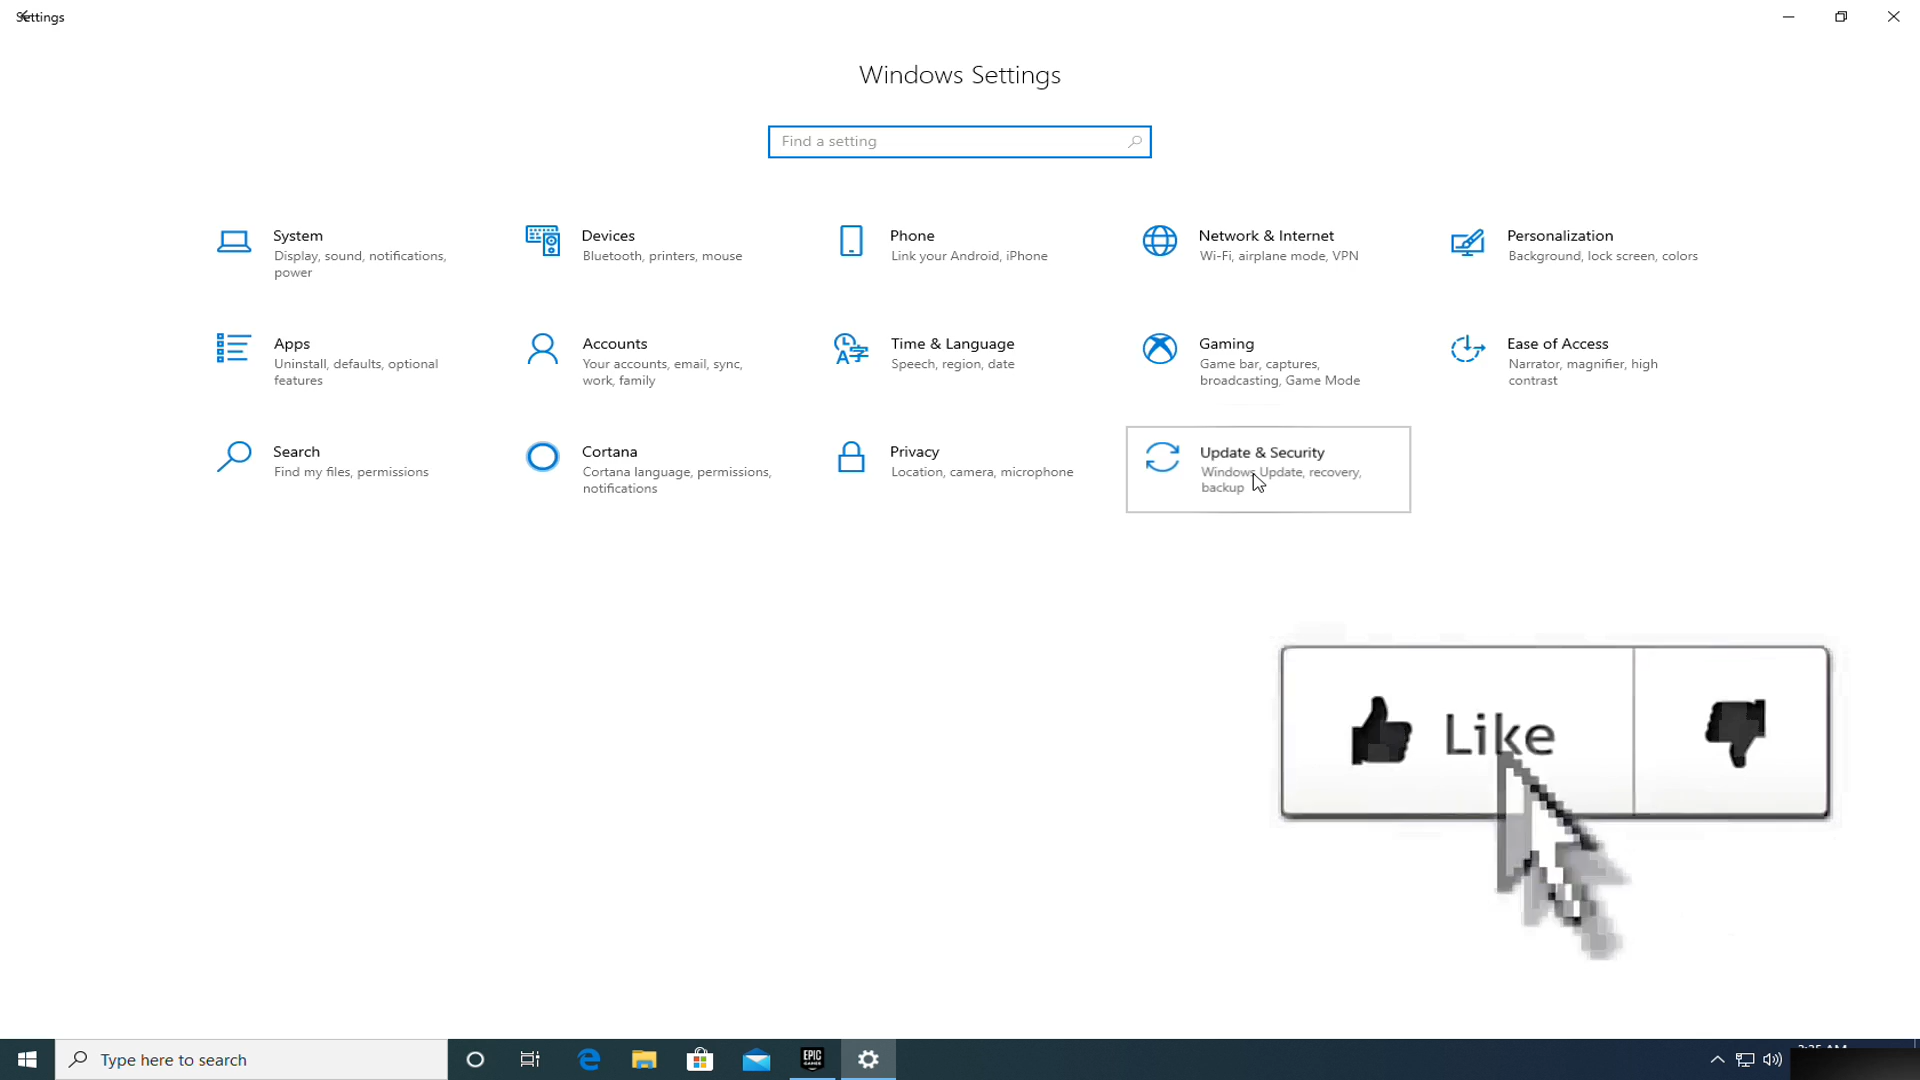 Settings
Windows Settings
Find a setting
System
Display, sound, notifications,
power
Devices
Bluetooth, printers, mouse
Phone
Link your Android, iPhone
Network & Internet
Wi-Fi, airplane mode, VPN
Personalization
Background, lock screen, colors
Apps
Uninstall, defaults, optional
features
Accounts
Your accounts, email, sync,
work, family
Time & Language
Speech, region, date
Gaming
Game bar, captures,
broadcasting, Game Mode
Ease of Access
Narrator, magnifier, high
contrast
Search
Find my files, permissions
Cortana
Cortana language, permissions,
notifications
Privacy
Location, camera, microphone
Update & Security
Windows Update, recovery,
backup
Like
Type here to search
EPIC
GAMES